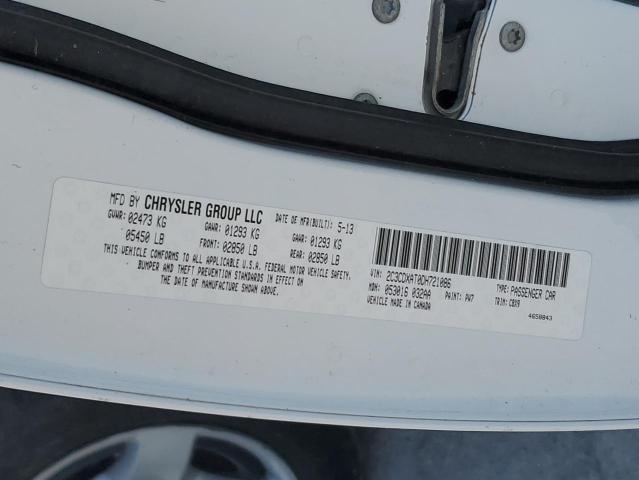 MFD BY CHRYSLER GROUP LLC DATE OF MFR(BUILT): 5-13
GVWR: 02473 KG GAWR: 01293 KG GAWR: 01293 KG
05450 LB FRONT: 02850 LB REAR: 02850 LB
THIS VEHICLE CONFORMS TO ALL APPLICABLE U.S.A. FEDERAL MOTOR VEHICLE SAFETY,
BUMPER AND THEFT PREVENTION STANDARDS IN EFFECT ON
THE DATE OF MANUFACTURE SHOWN ABOVE.
VIN: 2C3CDXAT0DH721086 TYPE: PASSENGER CAR
MDH: 053016 032AA PAINT: PW7 TRIM: CBX9
VEHICLE MADE IN CANADA
4658843